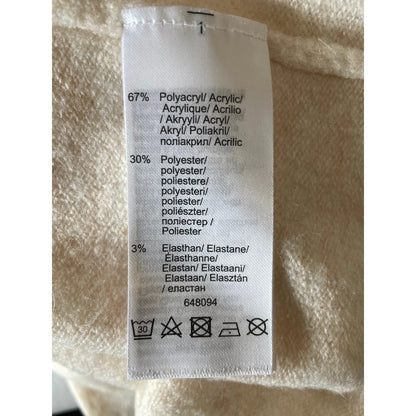 1
67% Polyacryl/ Acrylic/
Acrylique/ Acrilico
/ Akryyli/ Acryl/
Akryl/ Poliakril/
поліакрил/ Acrilic
30% Polyester/
polyester/
poliestere/
polyesteri/
poliester/
poliészter/
поліестер /
Poliester
3% Elasthan/ Elastane/
Élasthanne/
Elastan/ Elastaani/
Elastaan/ Elasztán/
/ еластан
648094
30